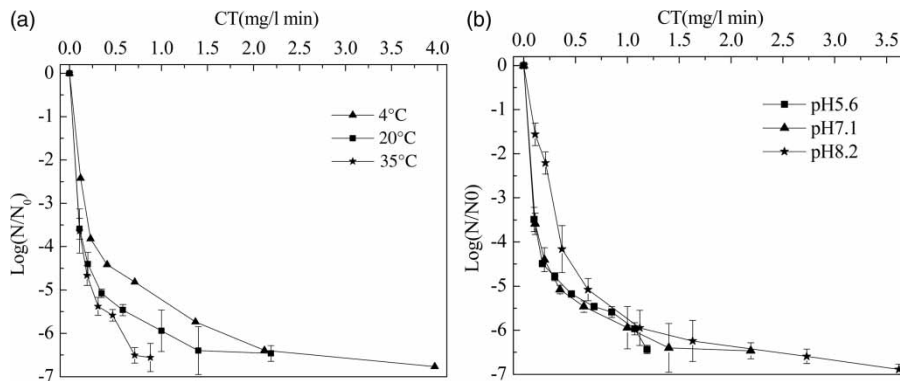 (a)
CT(mg/l min)
0.0 0.5 1.0 1.5 2.0 2.5 3.0 3.5 4.0
0
-1
-2
-3
-4
-5
-6
-7
Log(N/N₀)
4°C
20°C
35°C
(b)
CT(mg/l min)
0.0 0.5 1.0 1.5 2.0 2.5 3.0 3.5
0
-1
-2
-3
-4
-5
-6
-7
Log(N/N0)
pH5.6
pH7.1
pH8.2